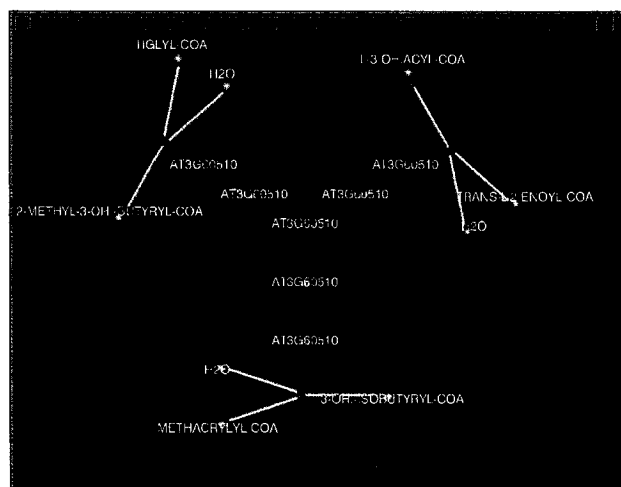 TIGLYL-COA
H2O
L-3-OH-ACYL-COA
AT3G60510
AT3G60510
AT3G60510
AT3G60510
TRANS-D2-ENOYL-COA
2-METHYL-3-OH-BUTYRYL-COA
AT3G60510
H2O
AT3G60510
AT3G60510
H2O
3-OH-ISOBUTYRYL-COA
METHACRYLYL-COA